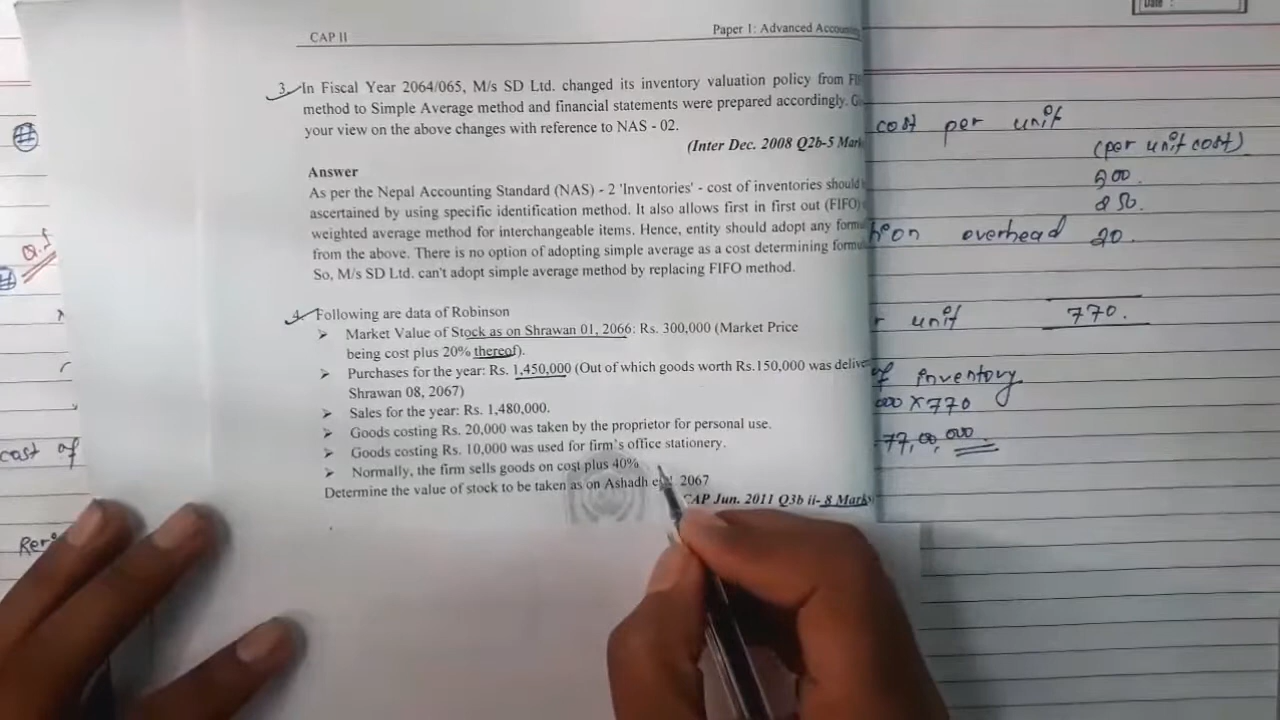 Date :
CAP II
Paper 1: Advanced
3. In Fiscal Year 2064/065, M/s SD Ltd. changed its inventory valuation policy from
method to Simple Average method and financial statements were prepared accordingly.
your view on the above changes with reference to NAS - 02.
(Inter Dec. 2008 Q2b-5
Answer
As per the Nepal Accounting Standard (NAS) - 2 'Inventories' - cost of inventories should
ascertained by using specific identification method. It also allows first in first out (FIFO)
weighted average method for interchangeable items. Hence, entity should adopt any
from the above. There is no option of adopting simple average as a cost determining
So, M/s SD Ltd. can't adopt simple average method by replacing FIFO method.
4. Following are data of Robinson
➤ Market Value of Stock as on Shrawan 01, 2066: Rs. 300,000 (Market Price
being cost plus 20% thereof).
➤ Purchases for the year: Rs. 1,450,000 (Out of which goods worth Rs.150,000 was
Shrawan 08, 2067)
➤ Sales for the year: Rs. 1,480,000.
➤ Goods costing Rs. 20,000 was taken by the proprietor for personal use.
➤ Goods costing Rs. 10,000 was used for firm's office stationery.
➤ Normally, the firm sells goods on cost plus 40%
Determine the value of stock to be taken as on Ashadh 2067
CAP Jun. 2011 Q3b ii- 8
cost per unit
(per unit cost)
500.
250.
overhead 20.
unit 770.
of inventory
000 X 770
77,00,000
cost of